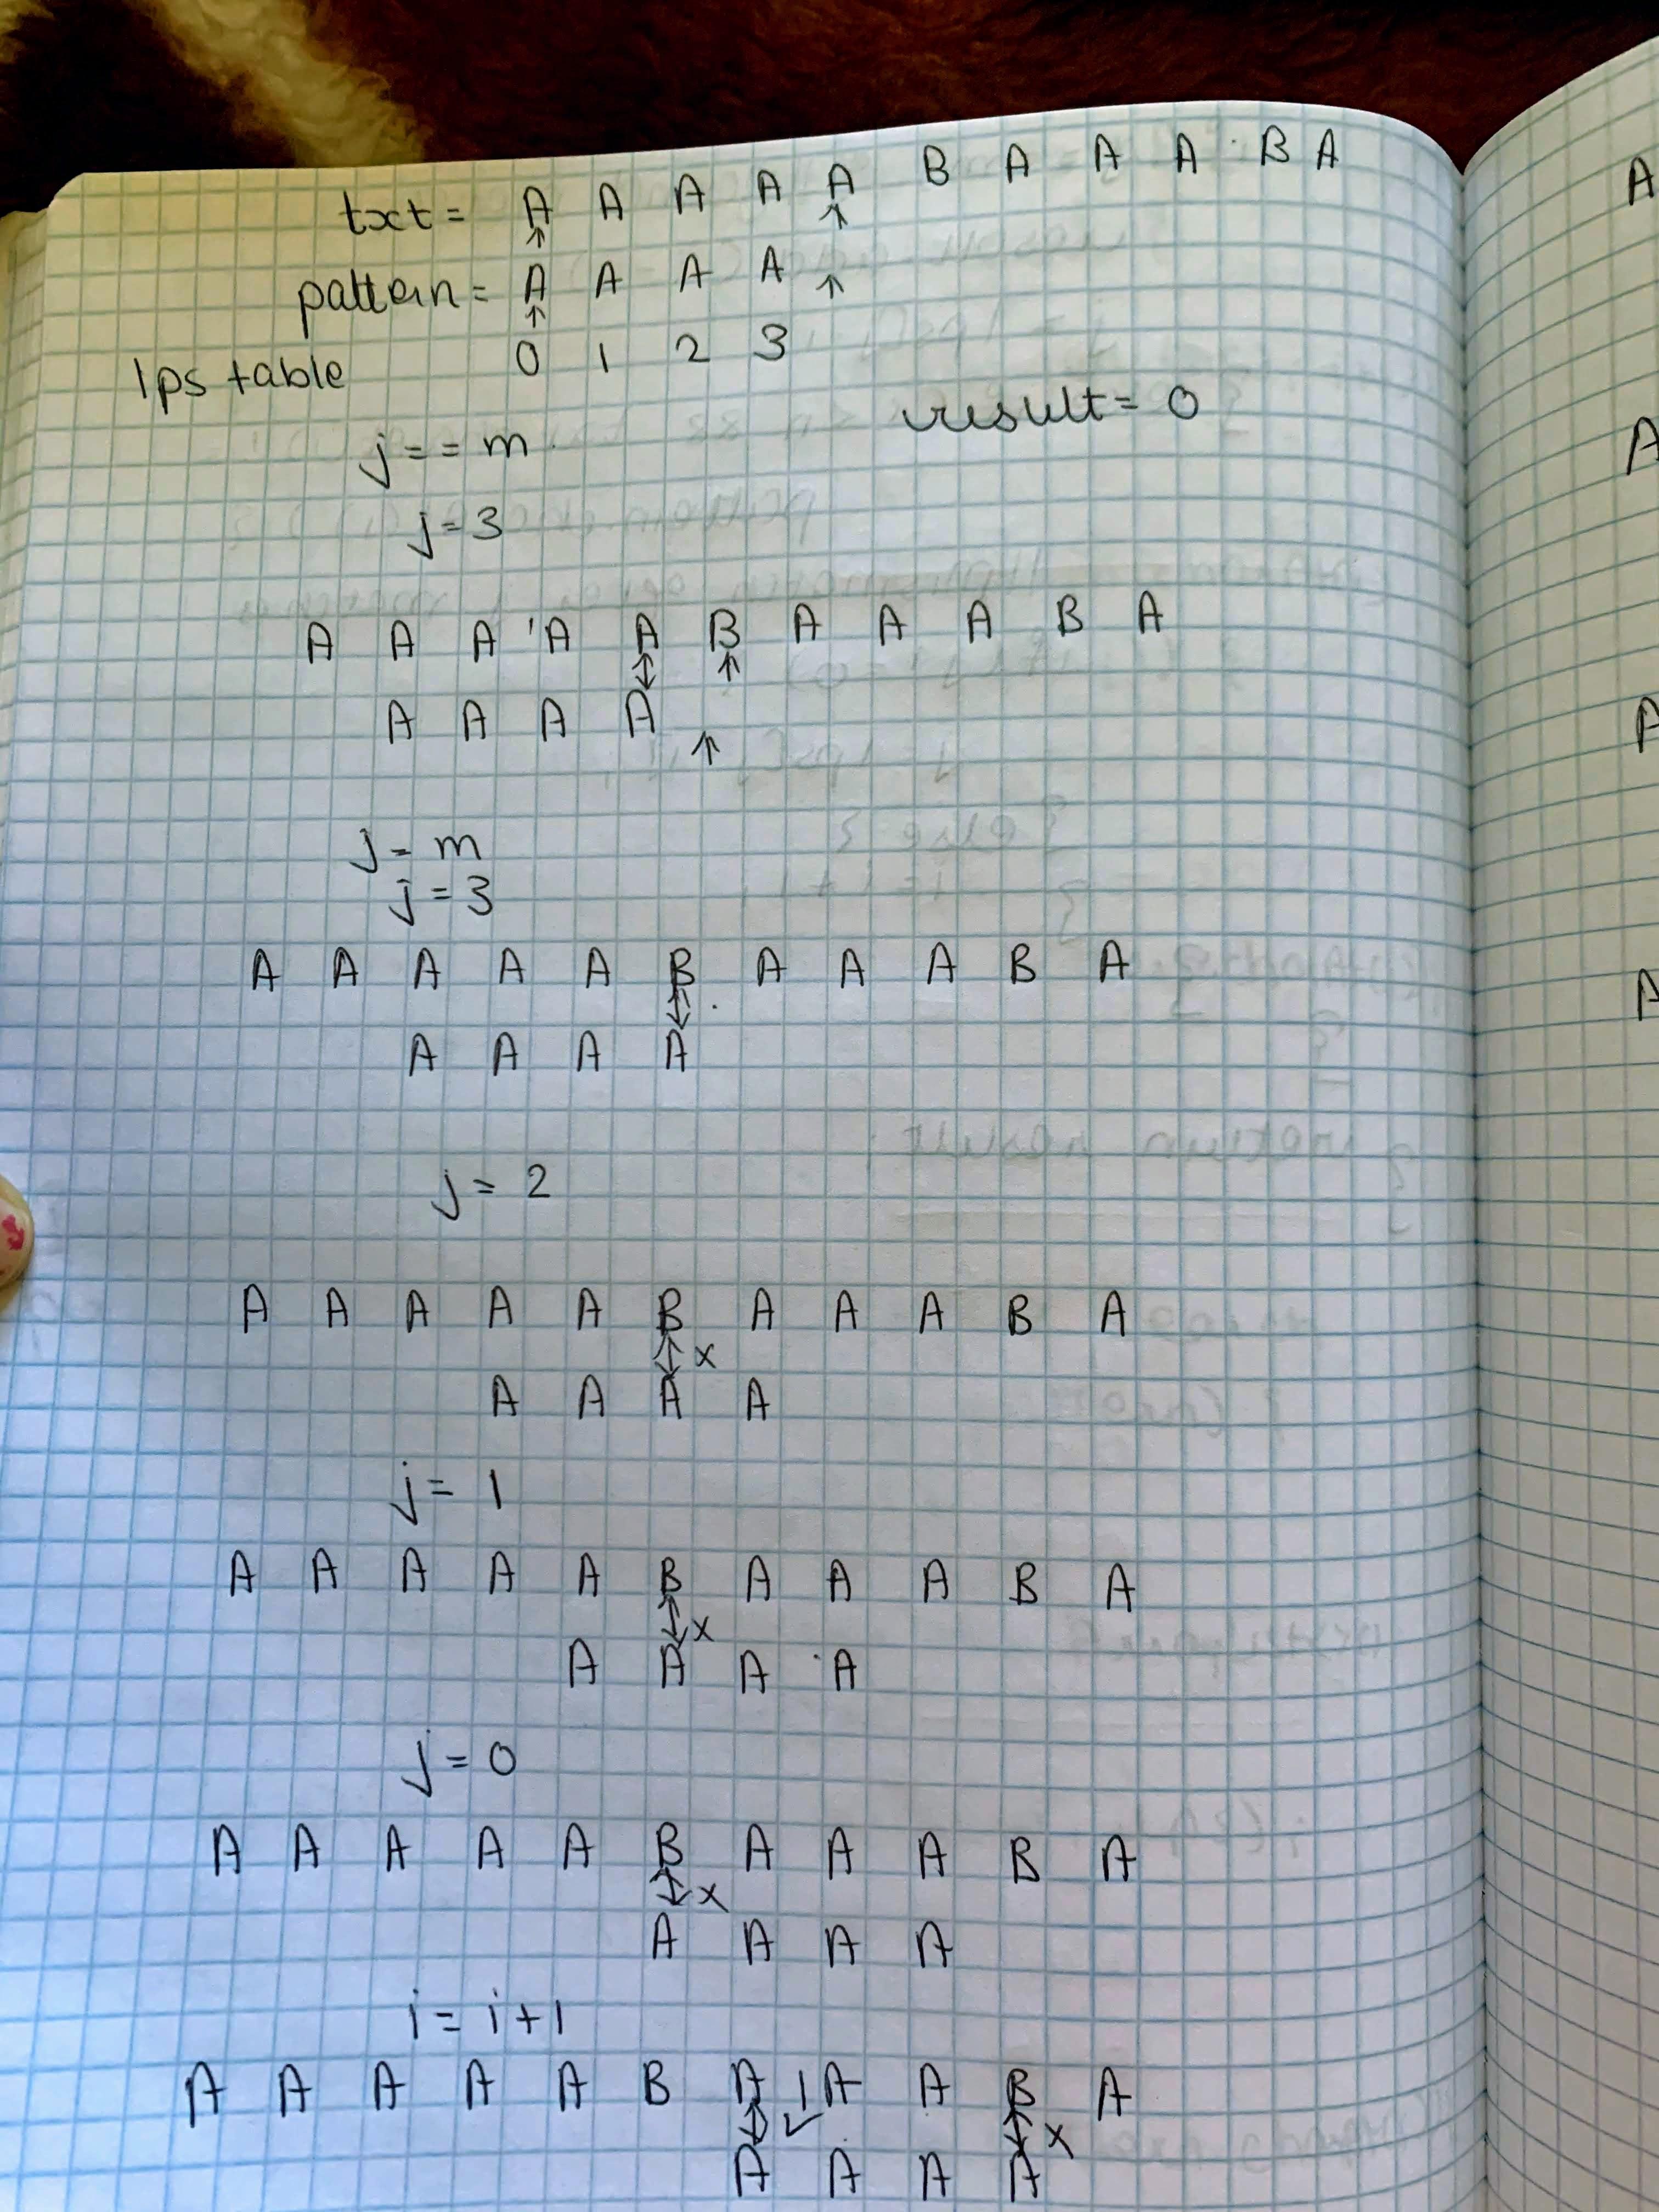 txt = A A A A A B A A A B A
↑ ↑
pattern = A A A A ↑
↑
lps table 0 1 2 3
result = 0
j = = m
j = 3
A A A A A B A A A B A
↕ ↑
A A A A
↑
j = m
j = 3
A A A A A B A A A B A
↕
A A A A
j = 2
A A A A A B A A A B A
↕ x
A A A A
j = 1
A A A A A B A A A B A
↕ x
A A A A
j = 0
A A A A A B A A A B A
↕ x
A A A A
i = i + 1
A A A A A B A A A B A
↕ ✓ ↕ x
A A A A